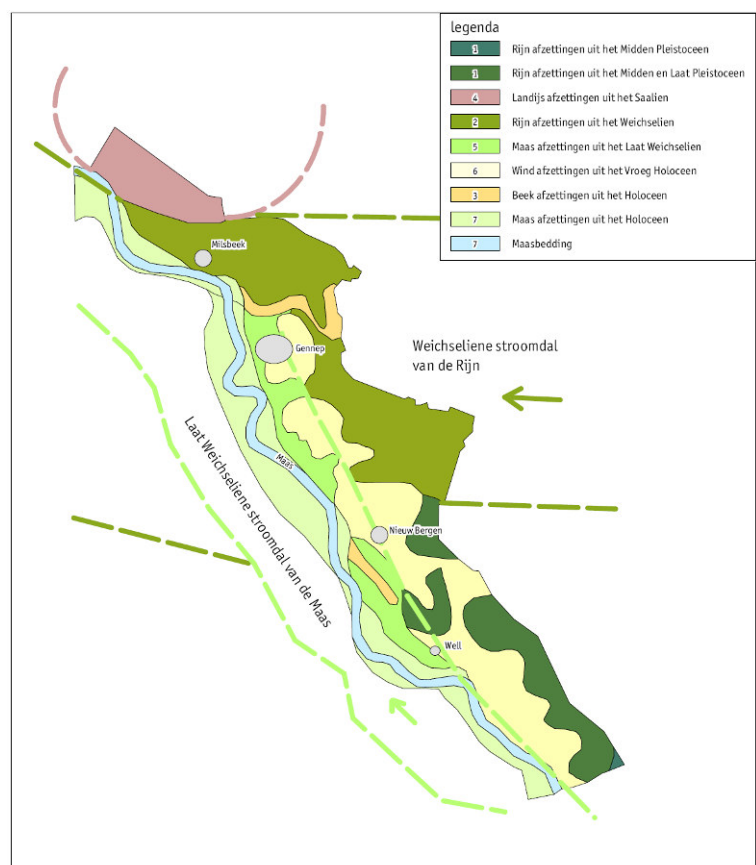 legenda
1 Rijn afzettingen uit het Midden Pleistoceen
1 Rijn afzettingen uit het Midden en Laat Pleistoceen
4 Landijs afzettingen uit het Saalien
2 Rijn afzettingen uit het Weichselien
5 Maas afzettingen uit het Laat Weichselien
6 Wind afzettingen uit het Vroeg Holoceen
3 Beek afzettingen uit het Holoceen
7 Maas afzettingen uit het Holoceen
7 Maasbedding
Milsbeek
Gennep
Weichseliene stroomdal
van de Rijn
Maas
Laat Weichseliene stroomdal van de Maas
Nieuw Bergen
Well